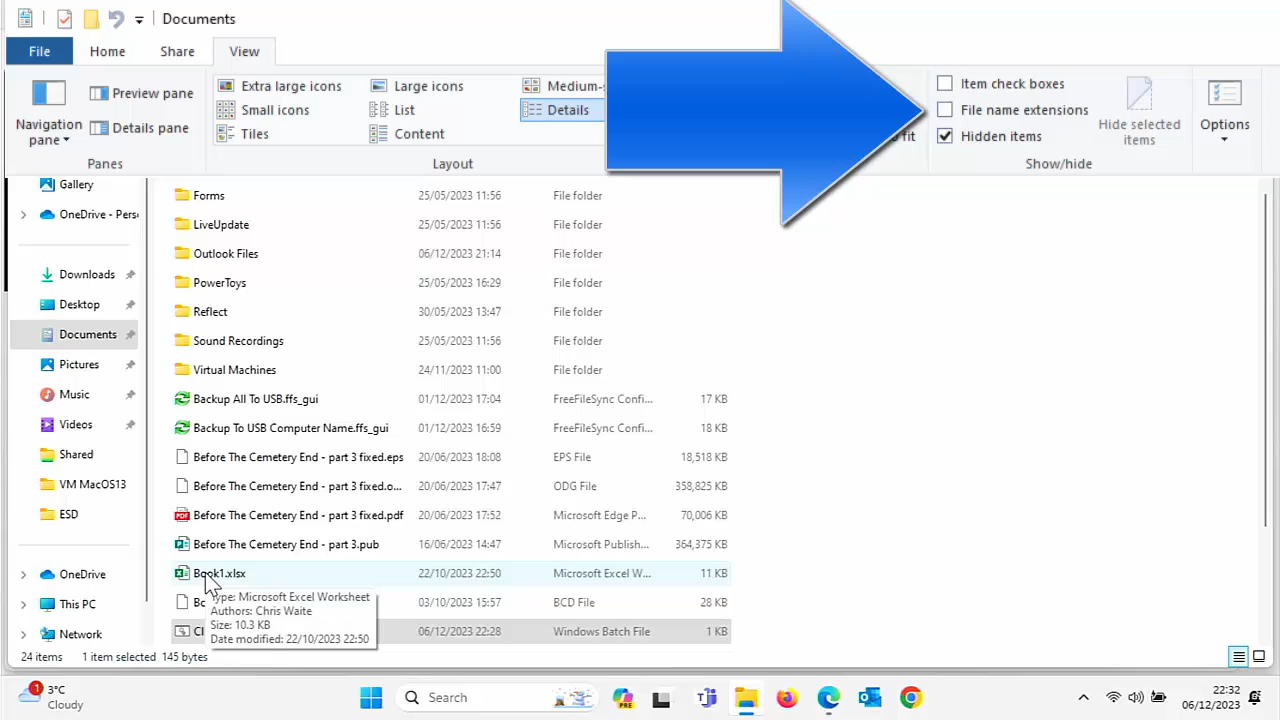 Documents
File Home Share View
Navigation pane
Preview pane
Details pane
Panes
Extra large icons Large icons Medium-
Small icons List Details
Tiles Content
Layout
fit
Item check boxes
File name extensions
Hidden items
Hide selected items
Show/hide
Options
Gallery
OneDrive - Pers
Downloads
Desktop
Documents
Pictures
Music
Videos
Shared
VM MacOS13
ESD
OneDrive
This PC
Network
Forms 25/05/2023 11:56 File folder
LiveUpdate 25/05/2023 11:56 File folder
Outlook Files 06/12/2023 21:14 File folder
PowerToys 25/05/2023 16:29 File folder
Reflect 30/05/2023 13:47 File folder
Sound Recordings 25/05/2023 11:56 File folder
Virtual Machines 24/11/2023 11:00 File folder
Backup All To USB.ffs_gui 01/12/2023 17:04 FreeFileSync Confi... 17 KB
Backup To USB Computer Name.ffs_gui 01/12/2023 16:59 FreeFileSync Confi... 18 KB
Before The Cemetery End - part 3 fixed.eps 20/06/2023 18:08 EPS File 18,518 KB
Before The Cemetery End - part 3 fixed.o... 20/06/2023 17:47 ODG File 358,825 KB
Before The Cemetery End - part 3 fixed.pdf 20/06/2023 17:52 Microsoft Edge P... 70,006 KB
Before The Cemetery End - part 3.pub 16/06/2023 14:47 Microsoft Publish... 364,375 KB
Book1.xlsx 22/10/2023 22:50 Microsoft Excel W... 11 KB
03/10/2023 15:57 BCD File 28 KB
06/12/2023 22:28 Windows Batch File 1 KB
Type: Microsoft Excel Worksheet
Authors: Chris Waite
Size: 10.3 KB
Date modified: 22/10/2023 22:50
24 items 1 item selected 145 bytes
1
3°C
Cloudy
Search
PRE
22:32
06/12/2023